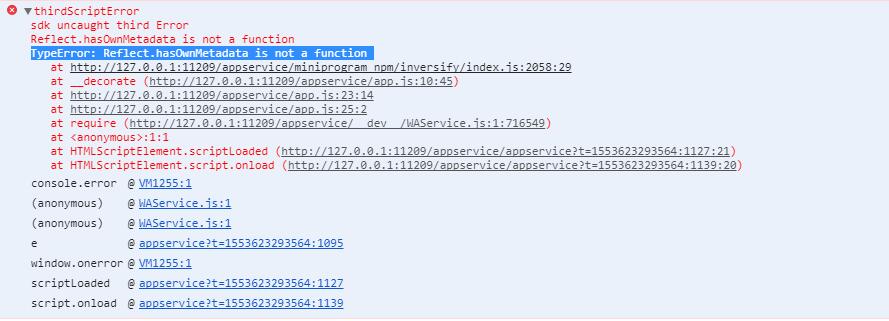 thirdScriptError
sdk uncaught third Error
Reflect.hasOwnMetadata is not a function
TypeError: Reflect.hasOwnMetadata is not a function
at http://127.0.0.1:11209/appservice/miniprogram_npm/inversify/index.js:2058:29
at __decorate (http://127.0.0.1:11209/appservice/app.js:10:45)
at http://127.0.0.1:11209/appservice/app.js:23:14
at http://127.0.0.1:11209/appservice/app.js:25:2
at require (http://127.0.0.1:11209/appservice/__dev__/WAService.js:1:716549)
at <anonymous>:1:1
at HTMLScriptElement.scriptLoaded (http://127.0.0.1:11209/appservice/appservice?t=1553623293564:1127:21)
at HTMLScriptElement.script.onload (http://127.0.0.1:11209/appservice/appservice?t=1553623293564:1139:20)
console.error @ VM1255:1
(anonymous) @ WAService.js:1
(anonymous) @ WAService.js:1
e @ appservice?t=1553623293564:1095
window.onerror @ VM1255:1
scriptLoaded @ appservice?t=1553623293564:1127
script.onload @ appservice?t=1553623293564:1139